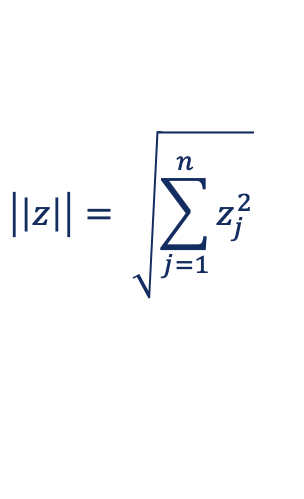 ||z|| = √(∑_{j=1}^{n} z_j^2)